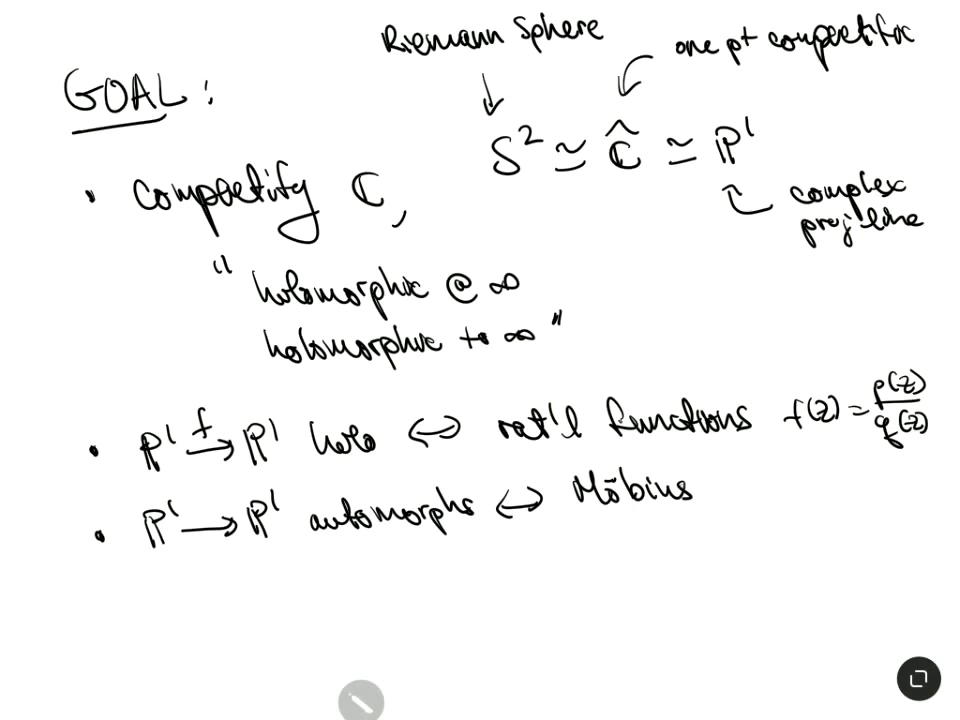 Riemann Sphere
one pt compactific
GOAL:
S² ≃ Ĉ ≃ P¹
• compactify ℂ,
complex
proj line
"holomorphic @ ∞
holomorphic to ∞"
• P¹ →f P¹ holo ⟺ rat'l functions f(z) = p(z)/q(z)
• P¹ → P¹ automorphs ⟺ Möbius